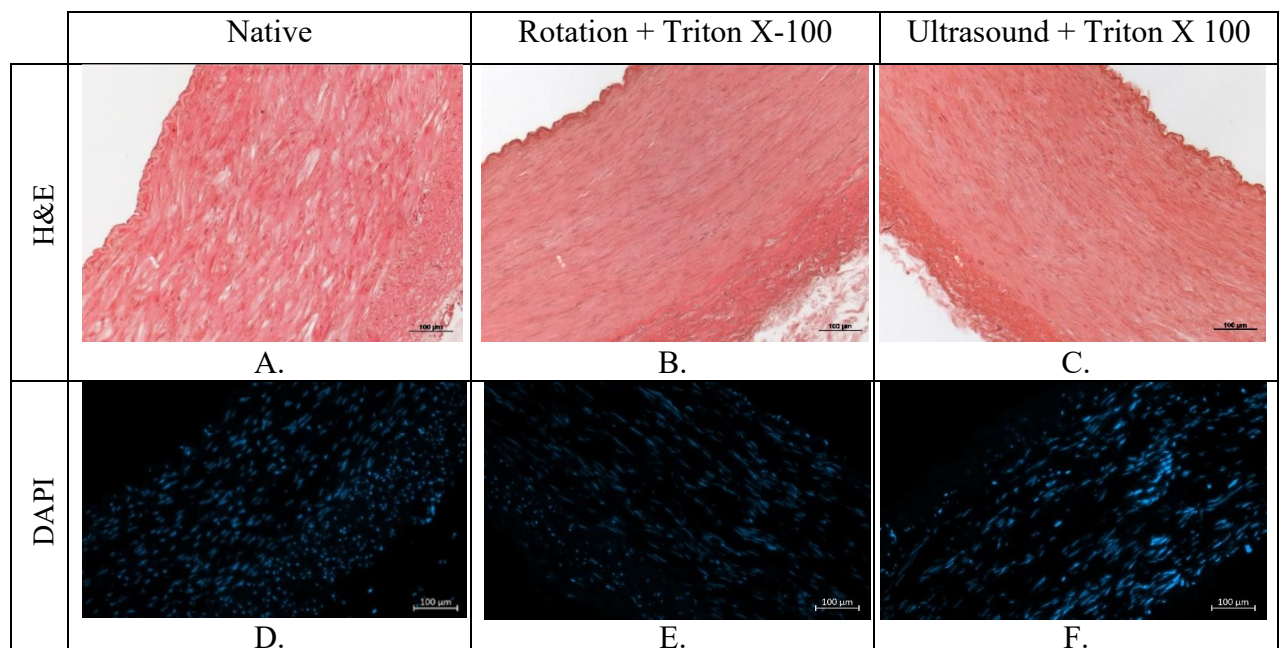 Native
Rotation + Triton X-100
Ultrasound + Triton X 100
H&E
100 µm
100 µm
100 µm
A.
B.
C.
DAPI
100 µm
100 µm
100 µm
D.
E.
F.